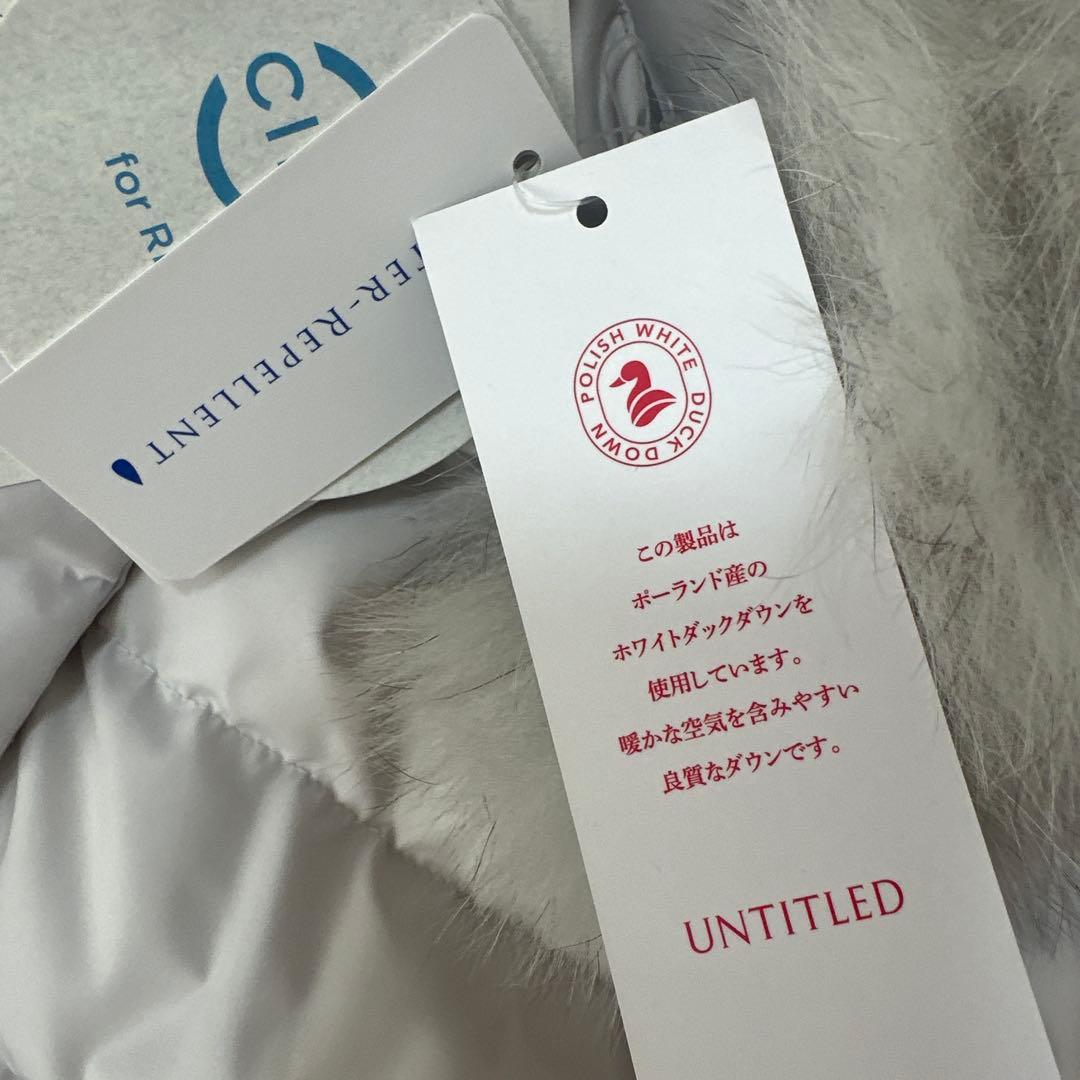 for
TER-REPELLENT
POLISH WHITE DUCK DOWN
この製品は
ポーランド産の
ホワイトダックダウンを
使用しています。
暖かな空気を含みやすい
良質なダウンです。
UNTITLED